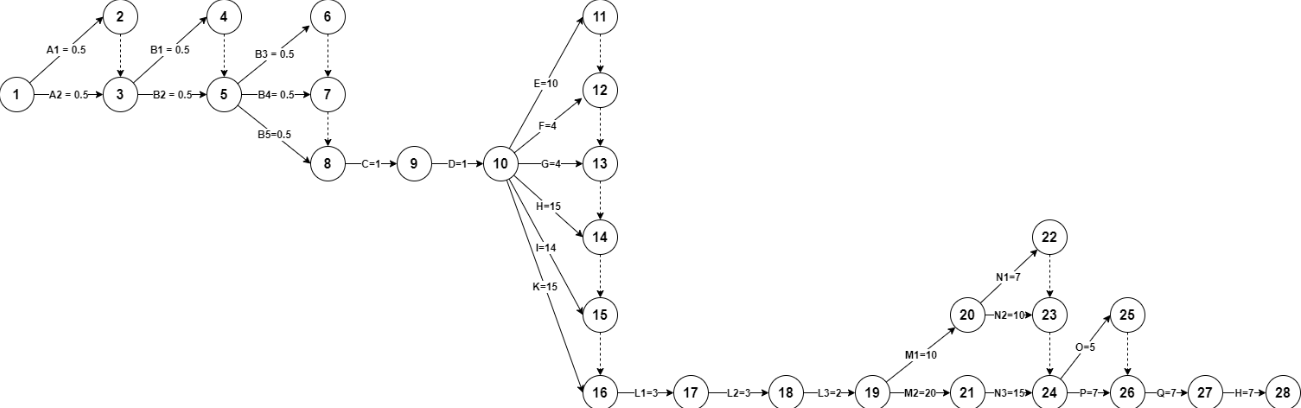 2 4 6 11
A1 = 0.5 B1 = 0.5 B3 = 0.5
E=10
1 A2 = 0.5 3 B2 = 0.5 5 B4= 0.5 7 12
B5=0.5 F=4
8 C=1 9 D=1 10 G=4 13
H=15
14 22
I=14
N1=7
K=15
15 20 N2=10 23 25
M1=10 O=5
16 L1=3 17 L2=3 18 L3=2 19 M2=20 21 N3=15 24 P=7 26 Q=7 27 H=7 28